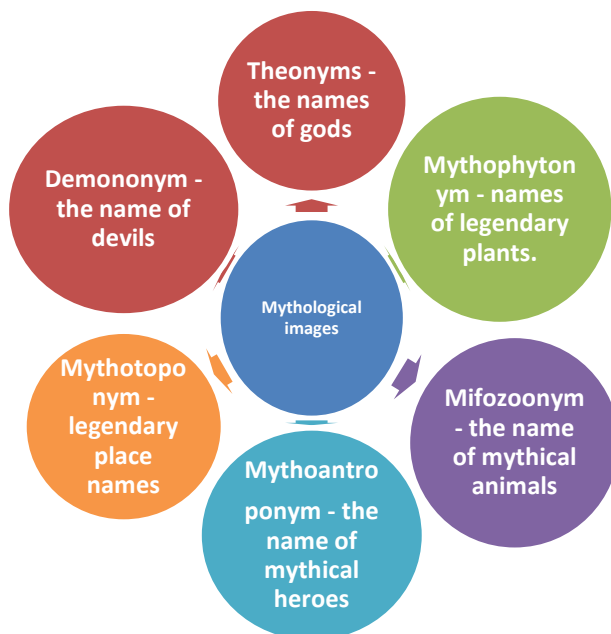 Theonyms -
the names
of gods
Mythophyton
ym - names
of legendary
plants.
Mifozoonym
- the name
of mythical
animals
Mythoantro
ponym - the
name of
mythical
heroes
Mythotopo
nym -
legendary
place
names
Demononym -
the name of
devils
Mythological
images